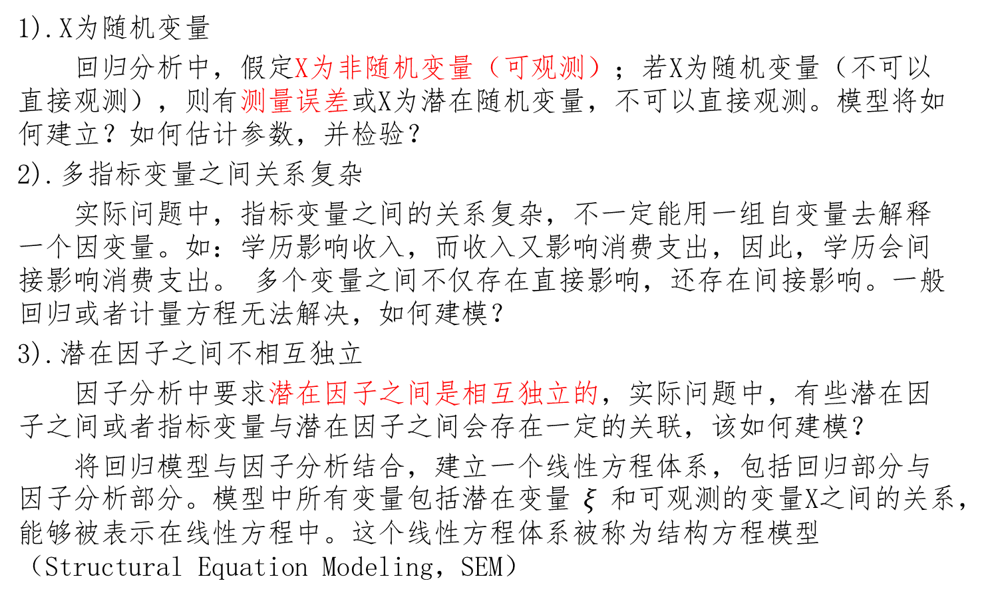 1).X为随机变量
回归分析中，假定X为非随机变量（可观测）；若X为随机变量（不可以
直接观测），则有测量误差或X为潜在随机变量，不可以直接观测。模型将如
何建立？如何估计参数，并检验？
2).多指标变量之间关系复杂
实际问题中，指标变量之间的关系复杂，不一定能用一组自变量去解释
一个因变量。如：学历影响收入，而收入又影响消费支出，因此，学历会间
接影响消费支出。 多个变量之间不仅存在直接影响，还存在间接影响。一般
回归或者计量方程无法解决，如何建模？
3).潜在因子之间不相互独立
因子分析中要求潜在因子之间是相互独立的，实际问题中，有些潜在因
子之间或者指标变量与潜在因子之间会存在一定的关联，该如何建模？
将回归模型与因子分析结合，建立一个线性方程体系，包括回归部分与
因子分析部分。模型中所有变量包括潜在变量 ξ 和可观测的变量X之间的关系，
能够被表示在线性方程中。这个线性方程体系被称为结构方程模型
（Structural Equation Modeling，SEM）